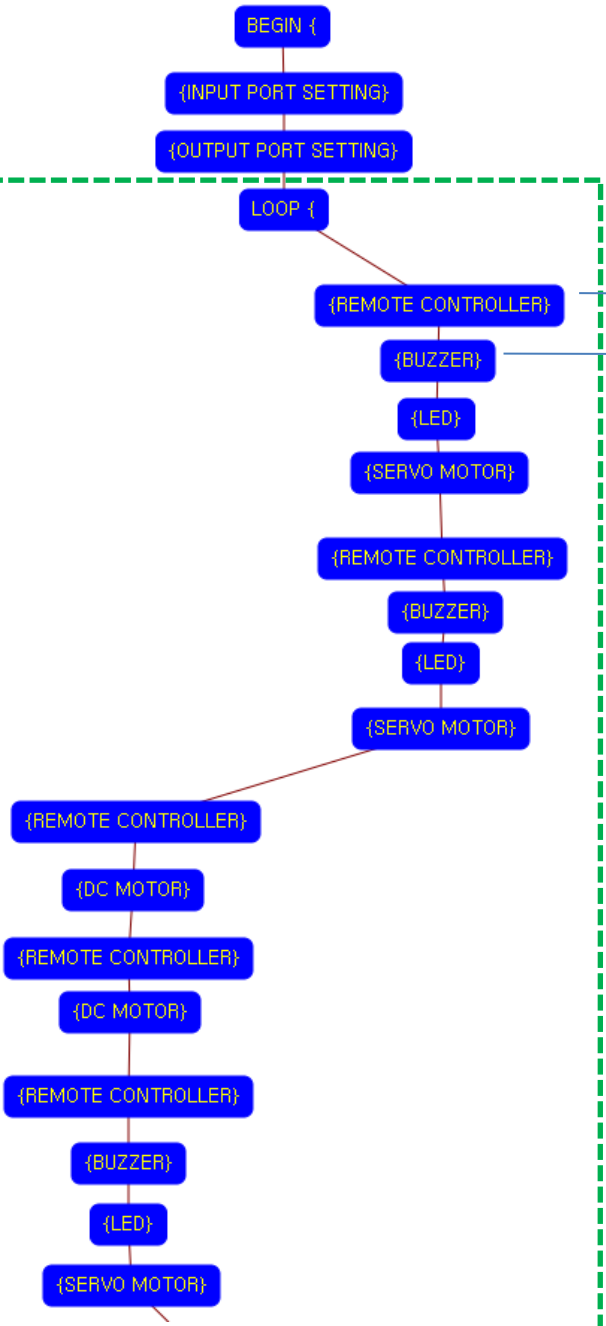 BEGIN {
{INPUT PORT SETTING}
{OUTPUT PORT SETTING}
LOOP {
{REMOTE CONTROLLER}
{BUZZER}
{LED}
{SERVO MOTOR}
{REMOTE CONTROLLER}
{BUZZER}
{LED}
{SERVO MOTOR}
{REMOTE CONTROLLER}
{DC MOTOR}
{REMOTE CONTROLLER}
{DC MOTOR}
{REMOTE CONTROLLER}
{BUZZER}
{LED}
{SERVO MOTOR}